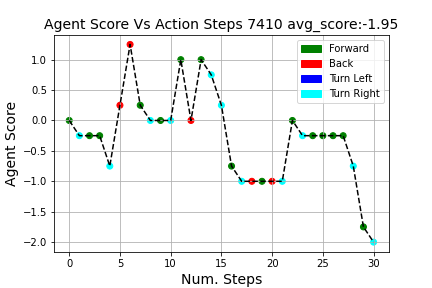 Agent Score Vs Action Steps 7410 avg_score:-1.95
Agent Score
1.0
0.5
0.0
−0.5
−1.0
−1.5
−2.0
Forward
Back
Turn Left
Turn Right
0 5 10 15 20 25 30
Num. Steps